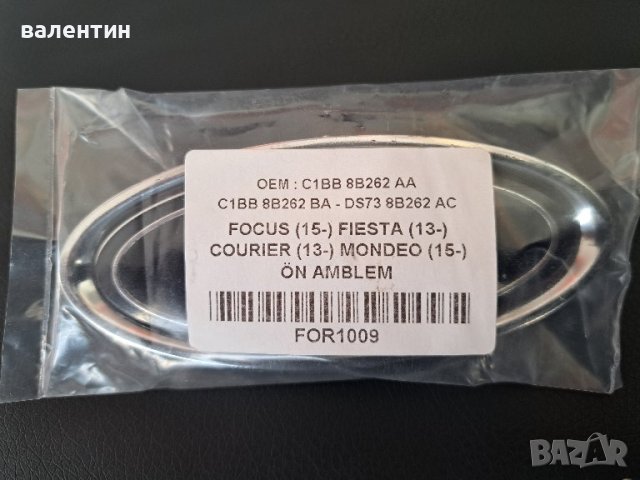 валентин
OEM : C1BB 8B262 AA
C1BB 8B262 BA - DS73 8B262 AC
FOCUS (15-) FIESTA (13-)
COURIER (13-) MONDEO (15-)
ÖN AMBLEM
FOR1009
BAZAR